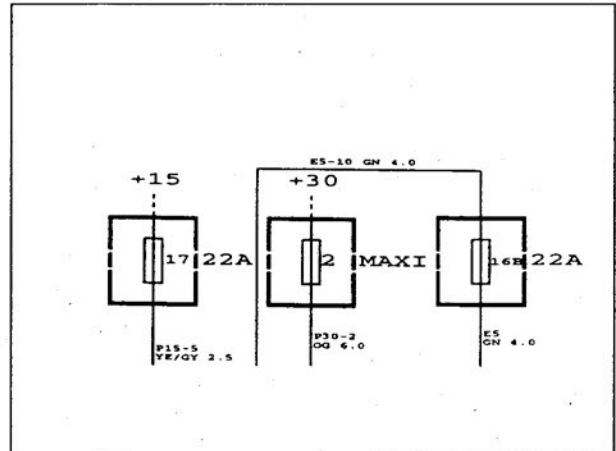 E5-10 GN 4.0
+15
+30
17 22A
2 MAXI
16B 22A
P15-5
YE/GY 2.5
P30-2
OG 6.0
E5
GN 4.0